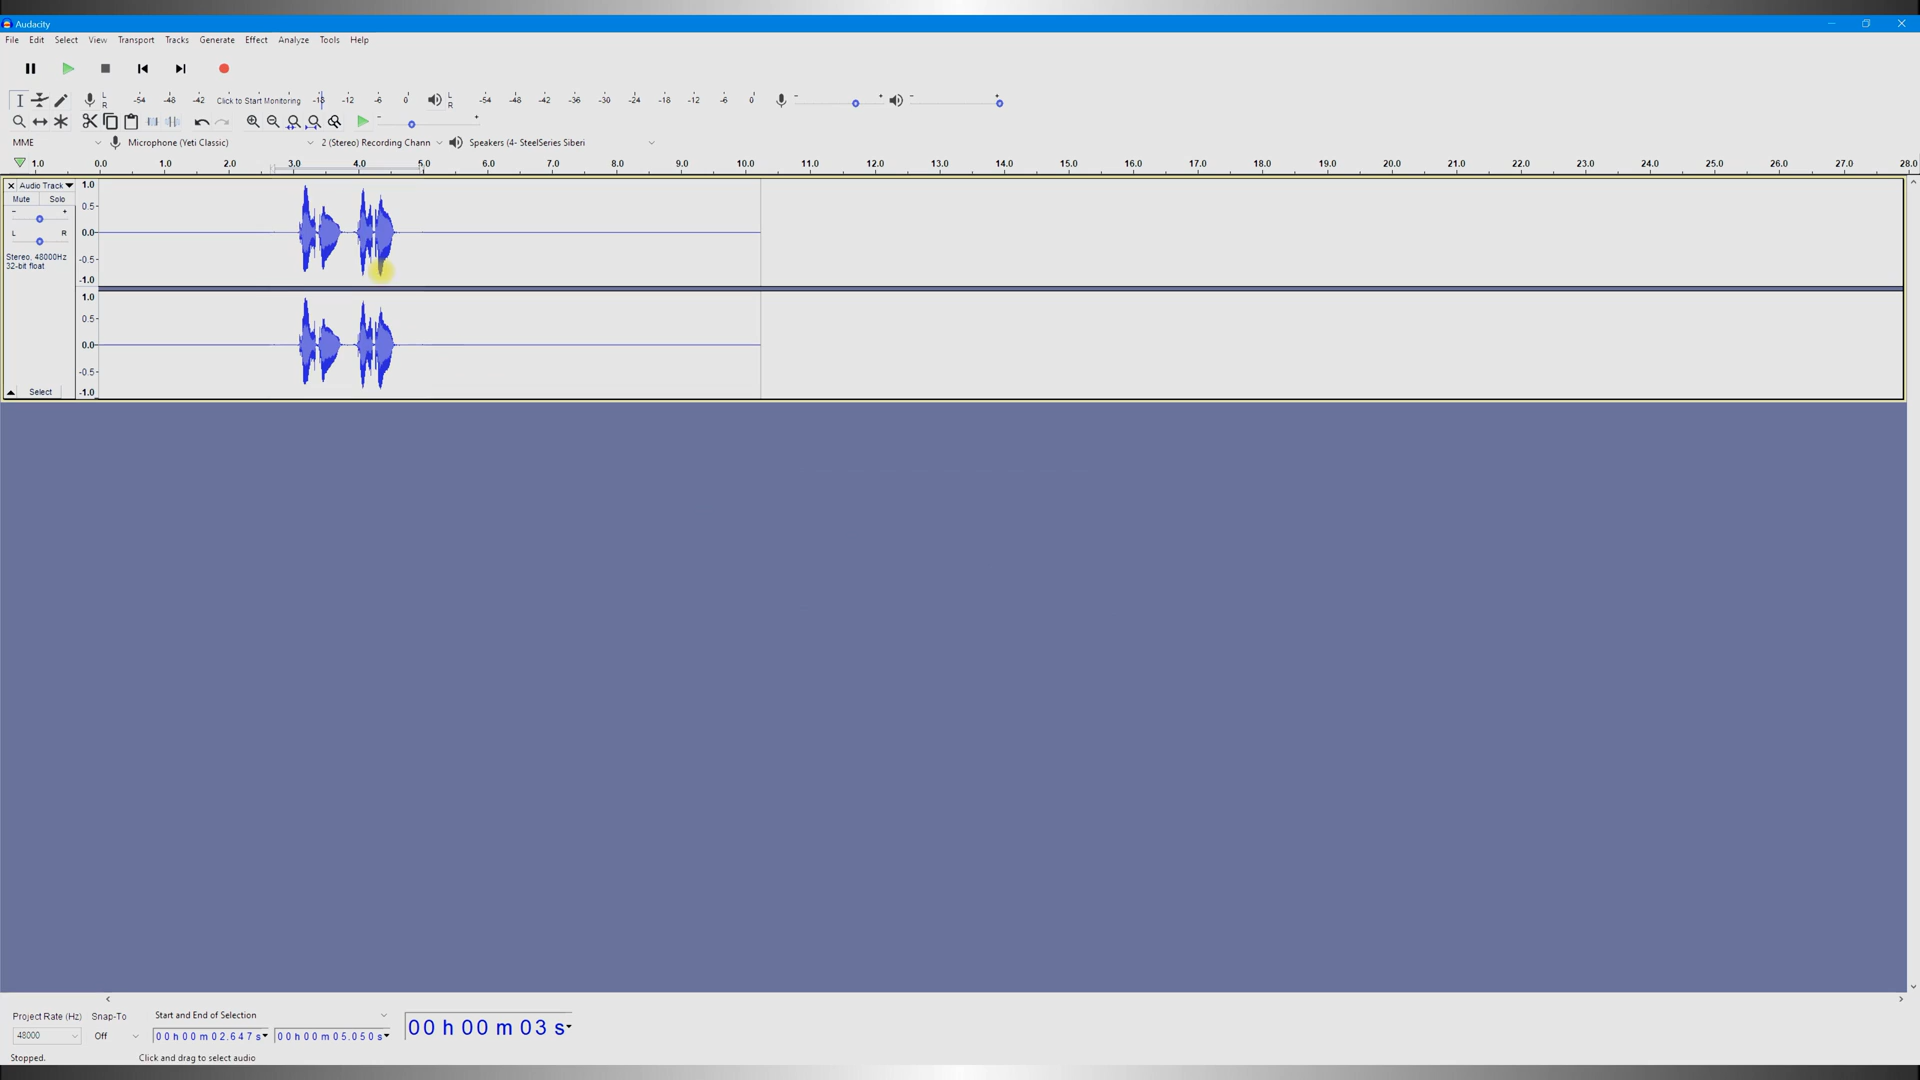 Audacity
File Edit Select View Transport Tracks Generate Effect Analyze Tools Help
L
R
-54 -48 -42 Click to Start Monitoring -18 -12 -6 0
L
R
-54 -48 -42 -36 -30 -24 -18 -12 -6 0
- +
- +
- +
MME Microphone (Yeti Classic) 2 (Stereo) Recording Chann Speakers (4- SteelSeries Siberi
1.0 0.0 1.0 2.0 3.0 4.0 5.0 6.0 7.0 8.0 9.0 10.0 11.0 12.0 13.0 14.0 15.0 16.0 17.0 18.0 19.0 20.0 21.0 22.0 23.0 24.0 25.0 26.0 27.0 28.0
Audio Track
Mute Solo
- +
L R
Stereo, 48000Hz
32-bit float
Select
1.0
0.5
0.0
-0.5
-1.0
1.0
0.5
0.0
-0.5
-1.0
Project Rate (Hz) Snap-To Start and End of Selection
48000 Off 00 h 00 m 02.647 s 00 h 00 m 05.050 s 00 h 00 m 03 s
Stopped. Click and drag to select audio